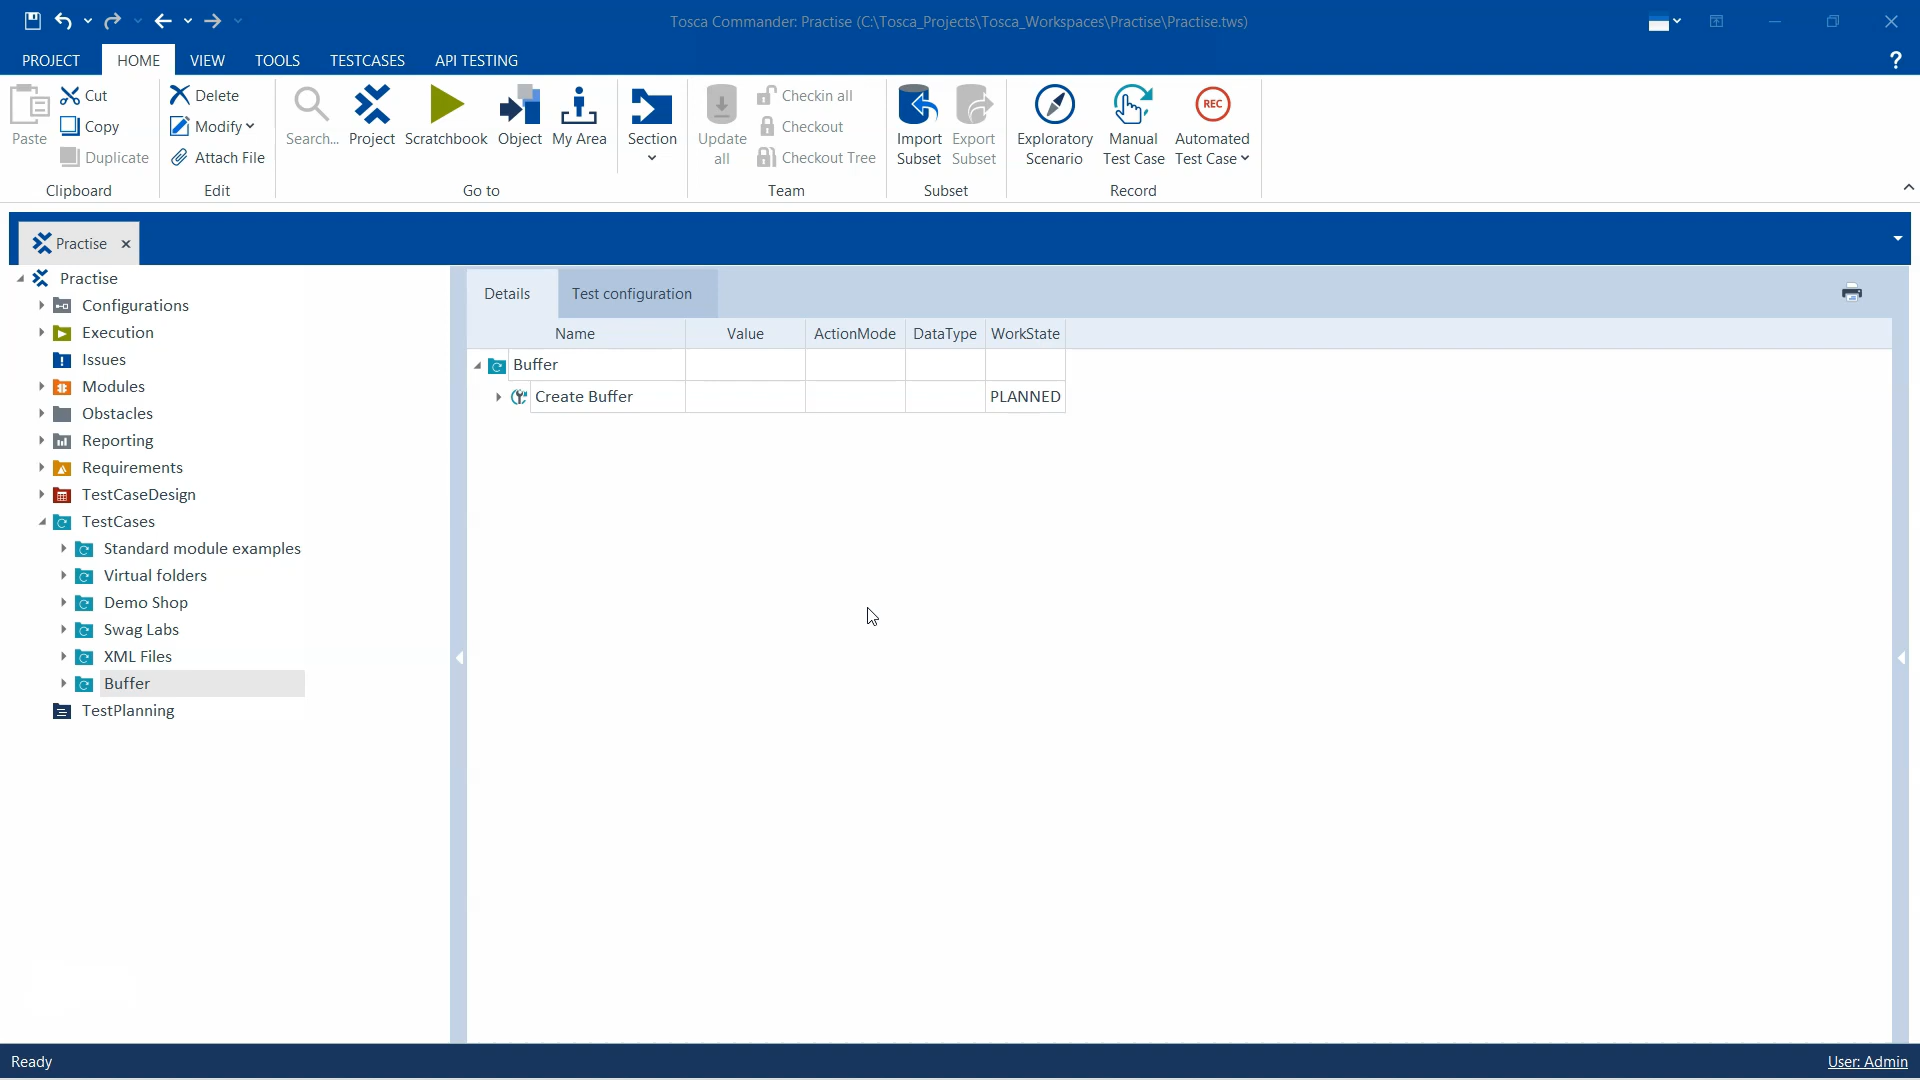 Tosca Commander: Practise (C:\Tosca_Projects\Tosca_Workspaces\Practise\Practise.tws)
PROJECT HOME VIEW TOOLS TESTCASES API TESTING ?
Paste
Cut
Copy
Duplicate
Clipboard
Delete
Modify
Attach File
Edit
Search... Project Scratchbook Object My Area Section
Go to
Update all
Checkin all
Checkout
Checkout Tree
Team
Import Subset
Export Subset
Subset
Exploratory Scenario
Manual Test Case
REC
Automated Test Case
Record
Practise
Practise
Configurations
Execution
Issues
Modules
Obstacles
Reporting
Requirements
TestCaseDesign
TestCases
Standard module examples
Virtual folders
Demo Shop
Swag Labs
XML Files
Buffer
TestPlanning
Details Test configuration
Name Value ActionMode DataType WorkState
Buffer
Create Buffer PLANNED
Ready
User: Admin